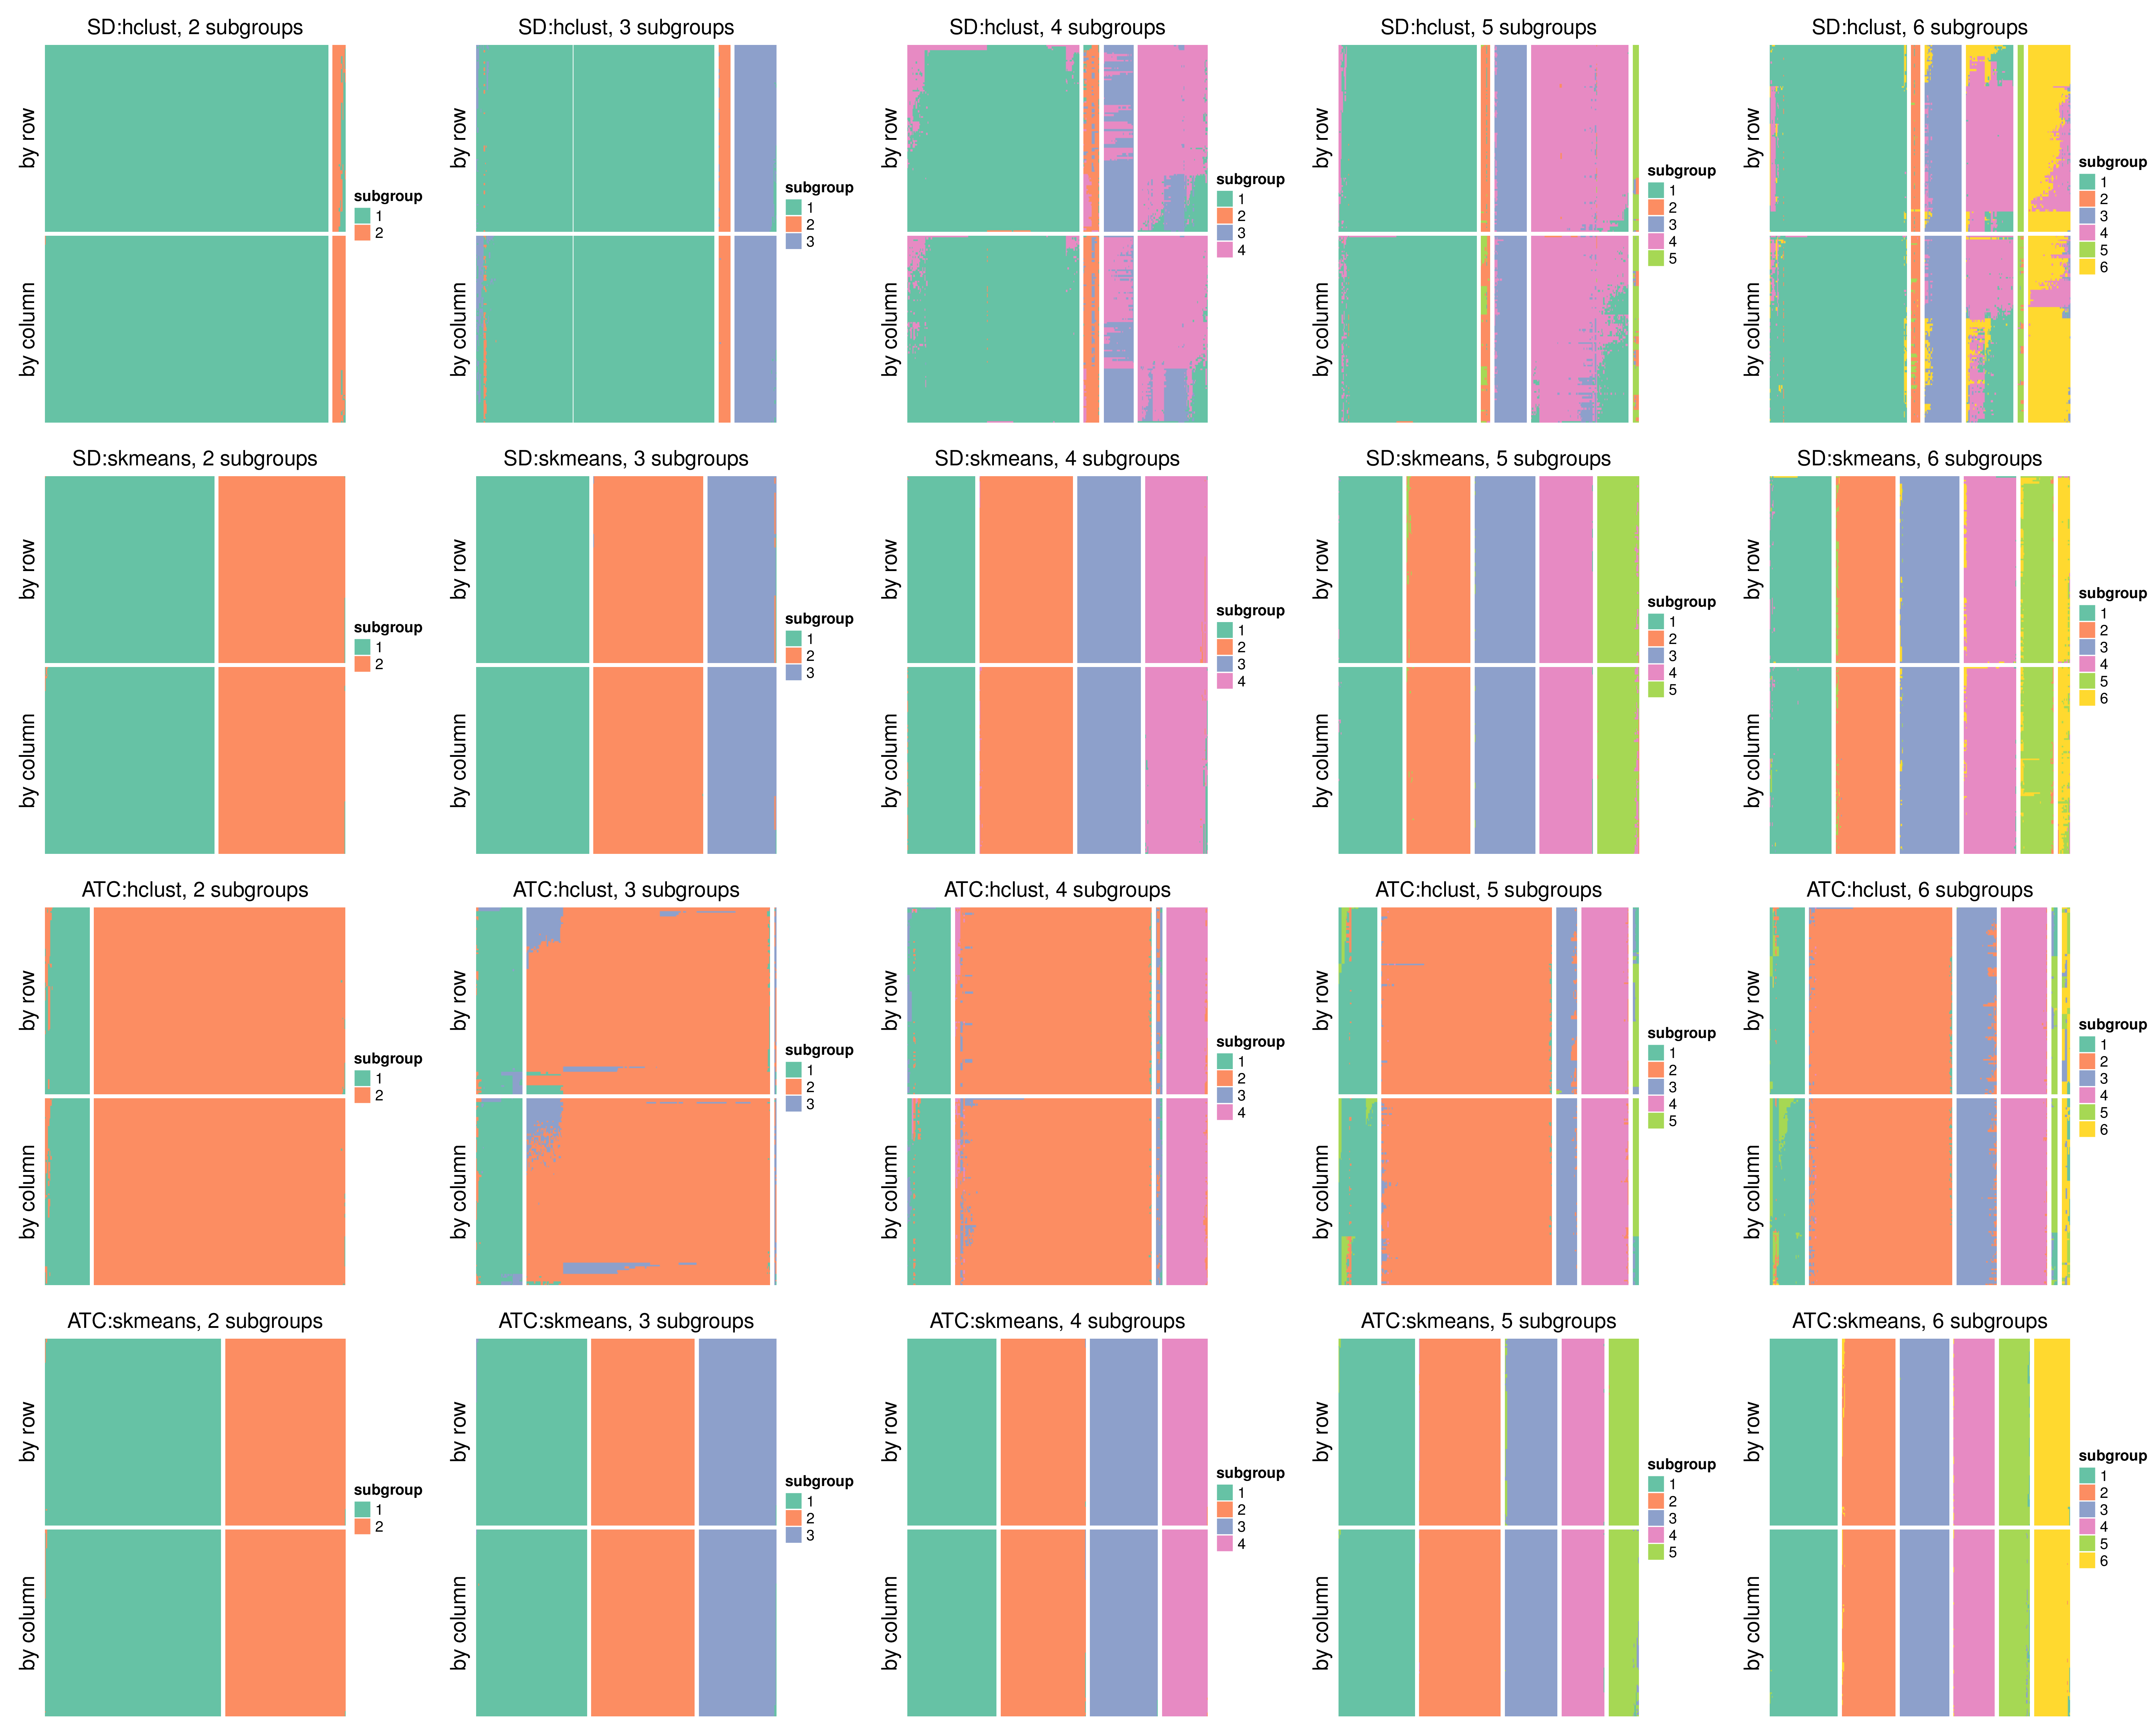 SD:hclust, 2 subgroups
by row
by column
subgroup
1
2
SD:hclust, 3 subgroups
by row
by column
subgroup
1
2
3
SD:hclust, 4 subgroups
by row
by column
subgroup
1
2
3
4
SD:hclust, 5 subgroups
by row
by column
subgroup
1
2
3
4
5
SD:hclust, 6 subgroups
by row
by column
subgroup
1
2
3
4
5
6
SD:skmeans, 2 subgroups
by row
by column
subgroup
1
2
SD:skmeans, 3 subgroups
by row
by column
subgroup
1
2
3
SD:skmeans, 4 subgroups
by row
by column
subgroup
1
2
3
4
SD:skmeans, 5 subgroups
by row
by column
subgroup
1
2
3
4
5
SD:skmeans, 6 subgroups
by row
by column
subgroup
1
2
3
4
5
6
ATC:hclust, 2 subgroups
by row
by column
subgroup
1
2
ATC:hclust, 3 subgroups
by row
by column
subgroup
1
2
3
ATC:hclust, 4 subgroups
by row
by column
subgroup
1
2
3
4
ATC:hclust, 5 subgroups
by row
by column
subgroup
1
2
3
4
5
ATC:hclust, 6 subgroups
by row
by column
subgroup
1
2
3
4
5
6
ATC:skmeans, 2 subgroups
by row
by column
subgroup
1
2
ATC:skmeans, 3 subgroups
by row
by column
subgroup
1
2
3
ATC:skmeans, 4 subgroups
by row
by column
subgroup
1
2
3
4
ATC:skmeans, 5 subgroups
by row
by column
subgroup
1
2
3
4
5
ATC:skmeans, 6 subgroups
by row
by column
subgroup
1
2
3
4
5
6